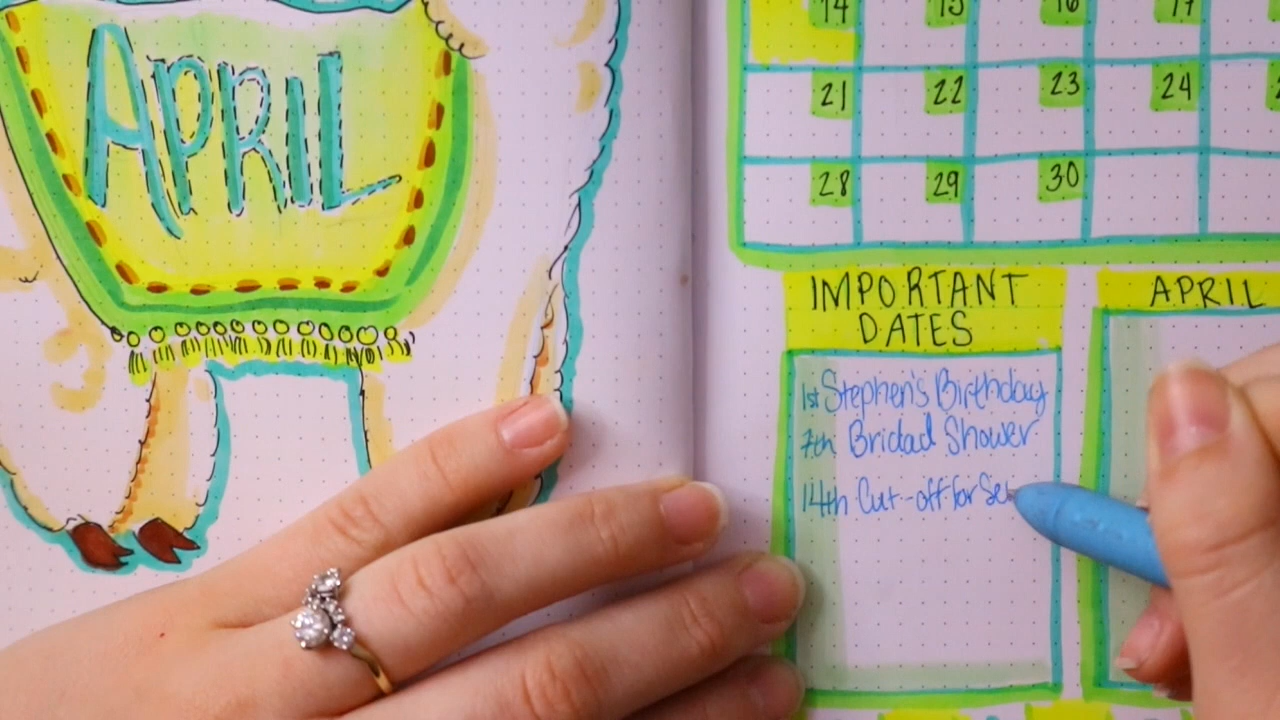 APRIL
14 15 16 17
21 22 23 24
28 29 30
IMPORTANT
DATES
1st Stephen's Birthday
7th Bridad Shower
14th Cut-off for
APRIL